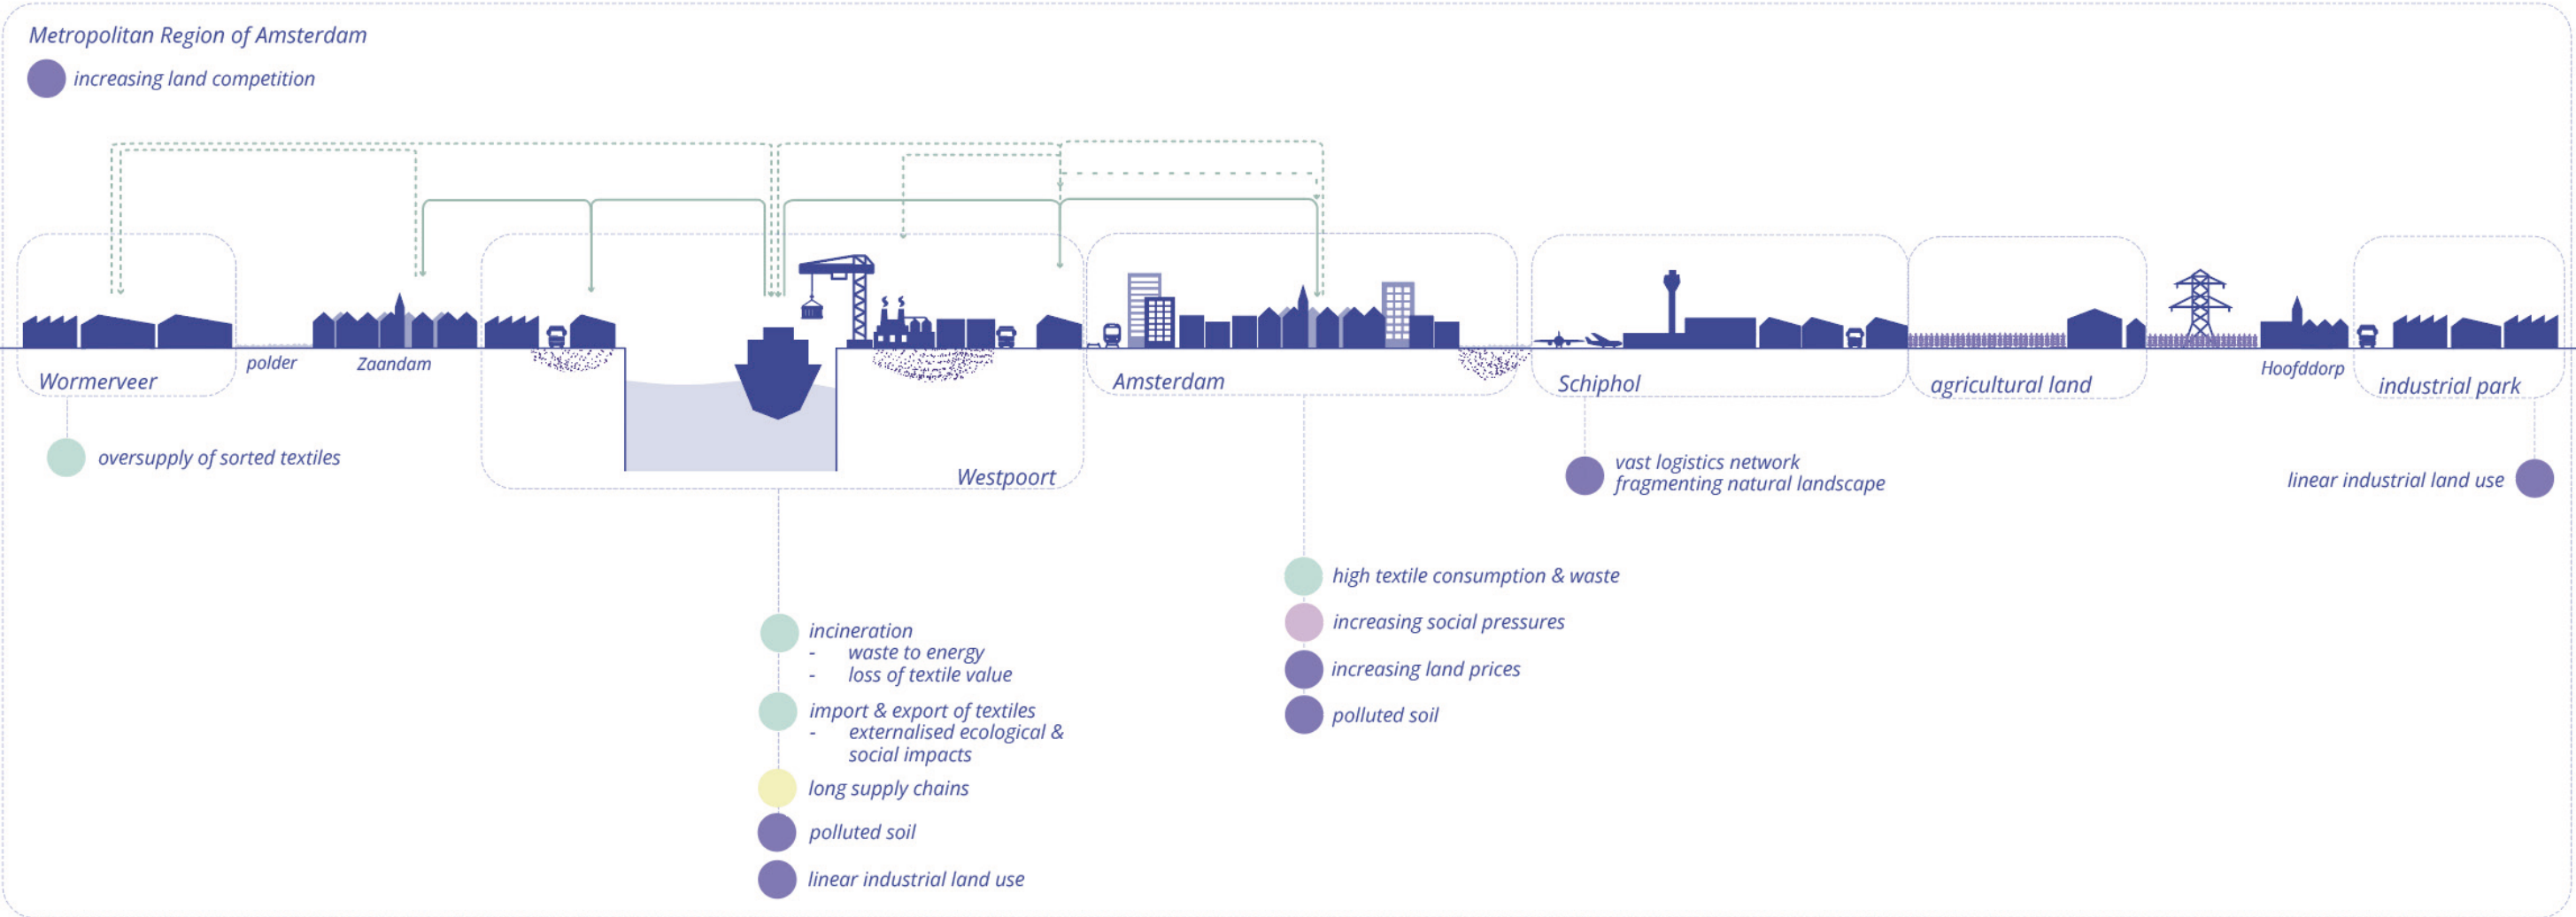 Metropolitan Region of Amsterdam
increasing land competition
Wormerveer
polder
Zaandam
Westpoort
Amsterdam
Schiphol
agricultural land
Hoofddorp
industrial park
oversupply of sorted textiles
incineration
- waste to energy
- loss of textile value
import & export of textiles
- externalised ecological &
social impacts
long supply chains
polluted soil
linear industrial land use
high textile consumption & waste
increasing social pressures
increasing land prices
polluted soil
vast logistics network
fragmenting natural landscape
linear industrial land use